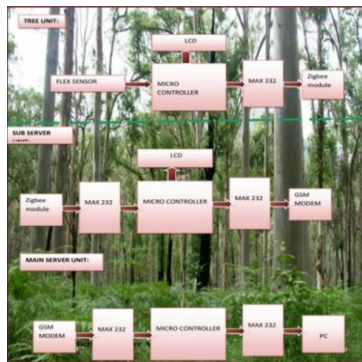 TREE UNIT:
LCD
FLEX SENSOR
MICRO
CONTROLLER
MAX 232
Zigbee
module
SUB SERVER
LCD
Zigbee
module
MAX 232
MICRO CONTROLLER
MAX 232
GSM
MODEM
MAIN SERVER UNIT:
GSM
MODEM
MAX 232
MICRO CONTROLLER
MAX 232
PC